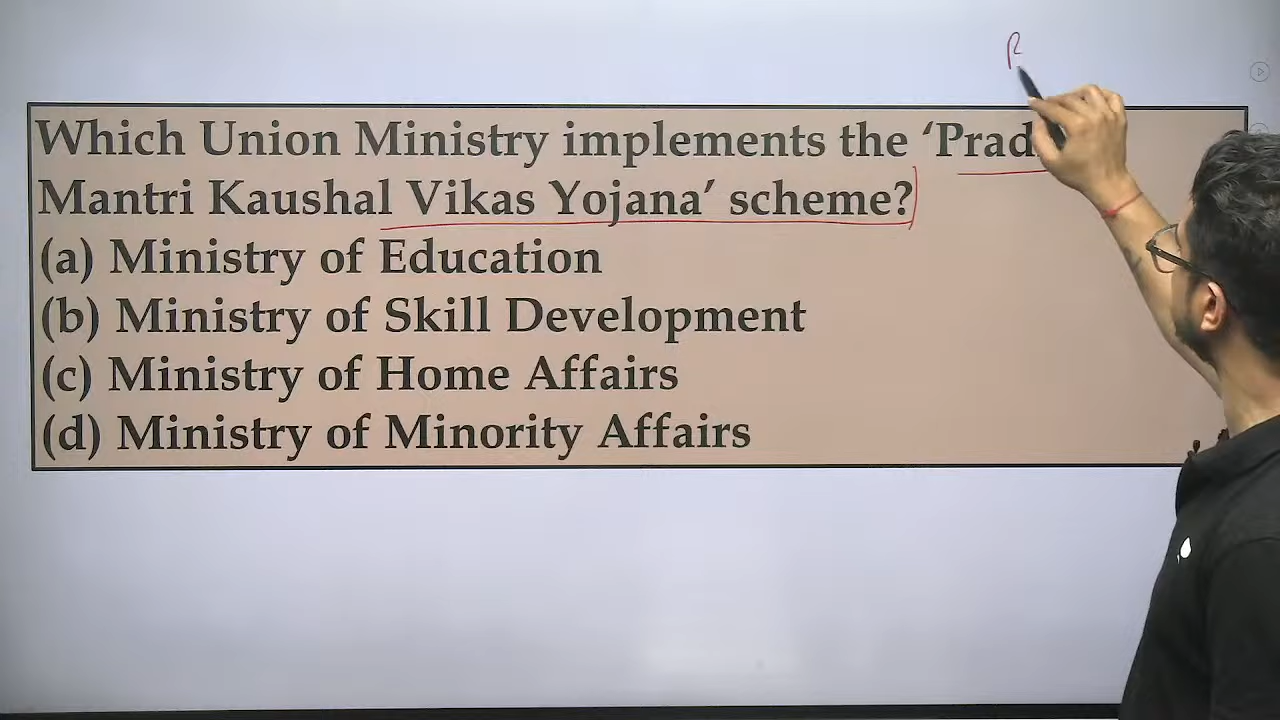 Which Union Ministry implements the ‘Prad
Mantri Kaushal Vikas Yojana’ scheme?
(a) Ministry of Education
(b) Ministry of Skill Development
(c) Ministry of Home Affairs
(d) Ministry of Minority Affairs